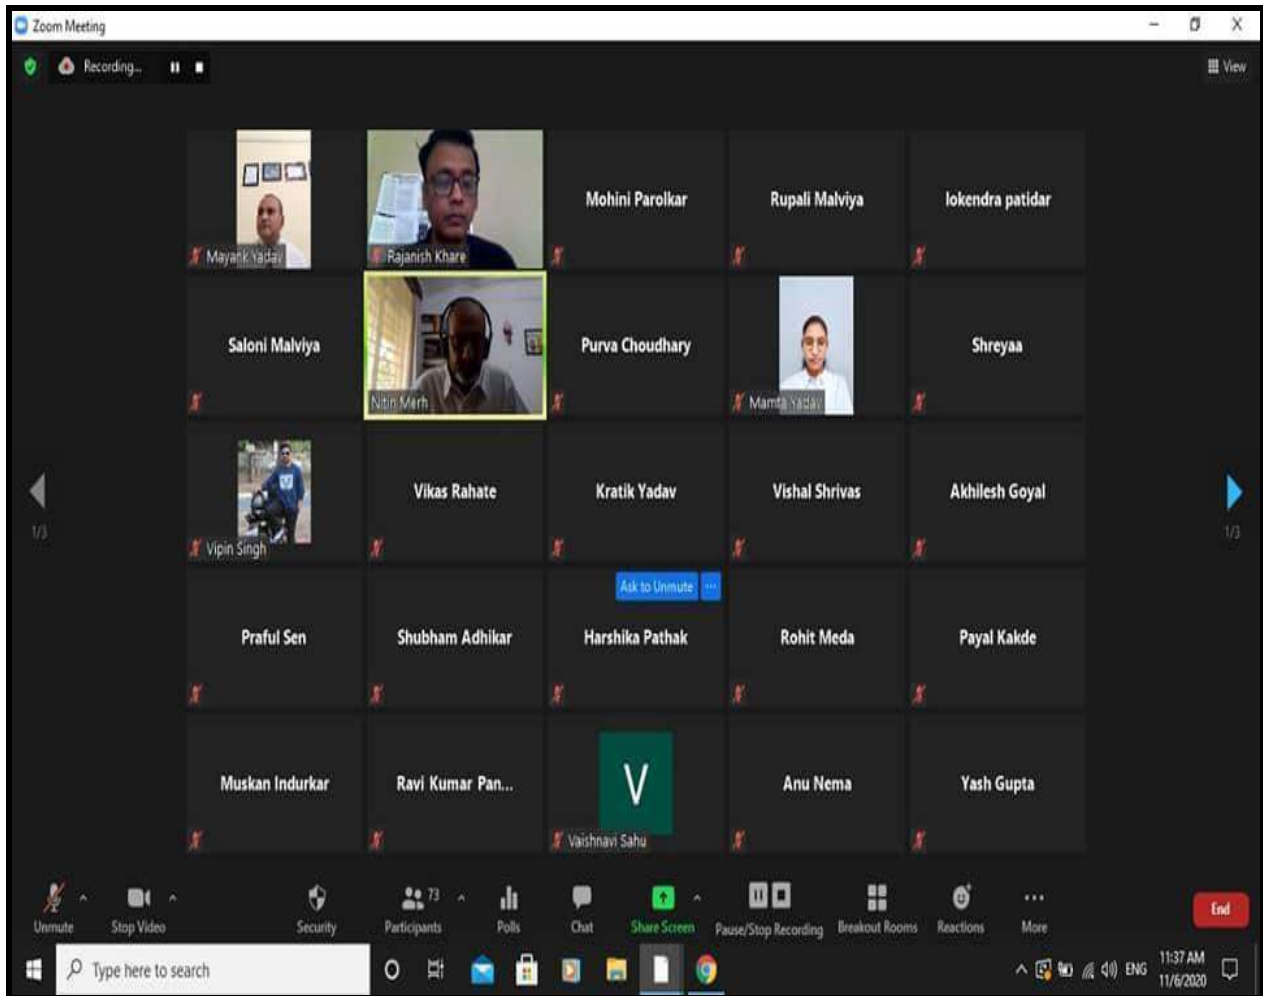 Zoom Meeting
Recording...
View
Mayank Yadav
Rajanish Khare
Mohini Parolkar
Rupali Malviya
lokendra patidar
Saloni Malviya
Nitin Merh
Purva Choudhary
Mamta Yadav
Shreyaa
Vipin Singh
Vikas Rahate
Kratik Yadav
Vishal Shrivas
Akhilesh Goyal
1/3
1/3
Ask to Unmute ...
Praful Sen
Shubham Adhikar
Harshika Pathak
Rohit Meda
Payal Kakde
Muskan Indurkar
Ravi Kumar Pan...
V
Vaishnavi Sahu
Anu Nema
Yash Gupta
73
Unmute
Stop Video
Security
Participants
Polls
Chat
Share Screen
Pause/Stop Recording
Breakout Rooms
Reactions
More
End
Type here to search
ENG
11:37 AM
11/6/2020